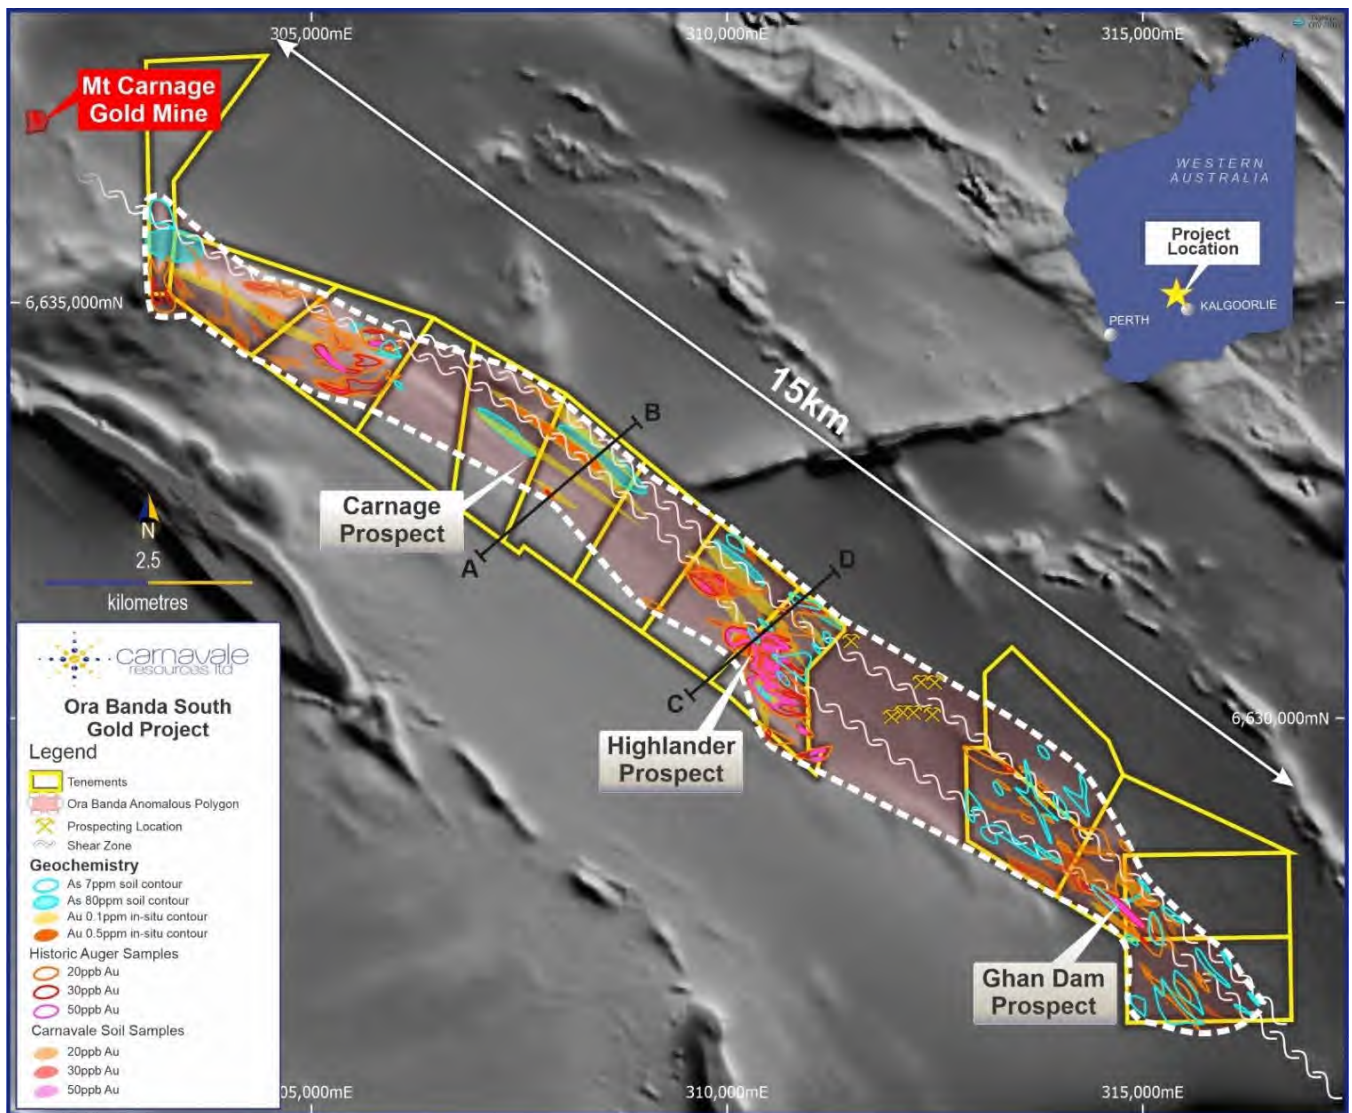 305,000mE
310,000mE
315,000mE
Mt Carnage
Gold Mine
WESTERN
AUSTRALIA
Project
Location
KALGOORLIE
PERTH
6,635,000mN
15km
B
Carnage
Prospect
A
N
2.5
kilometres
D
C
Highlander
Prospect
6,630,000mN
Ghan Dam
Prospect
carnavale
resources ltd
Ora Banda South
Gold Project
Legend
Tenements
Ora Banda Anomalous Polygon
Prospecting Location
Shear Zone
Geochemistry
As 7ppm soil contour
As 80ppm soil contour
Au 0.1ppm in-situ contour
Au 0.5ppm in-situ contour
Historic Auger Samples
20ppb Au
30ppb Au
50ppb Au
Carnavale Soil Samples
20ppb Au
30ppb Au
50ppb Au
05,000mE
310,000mE
315,000mE